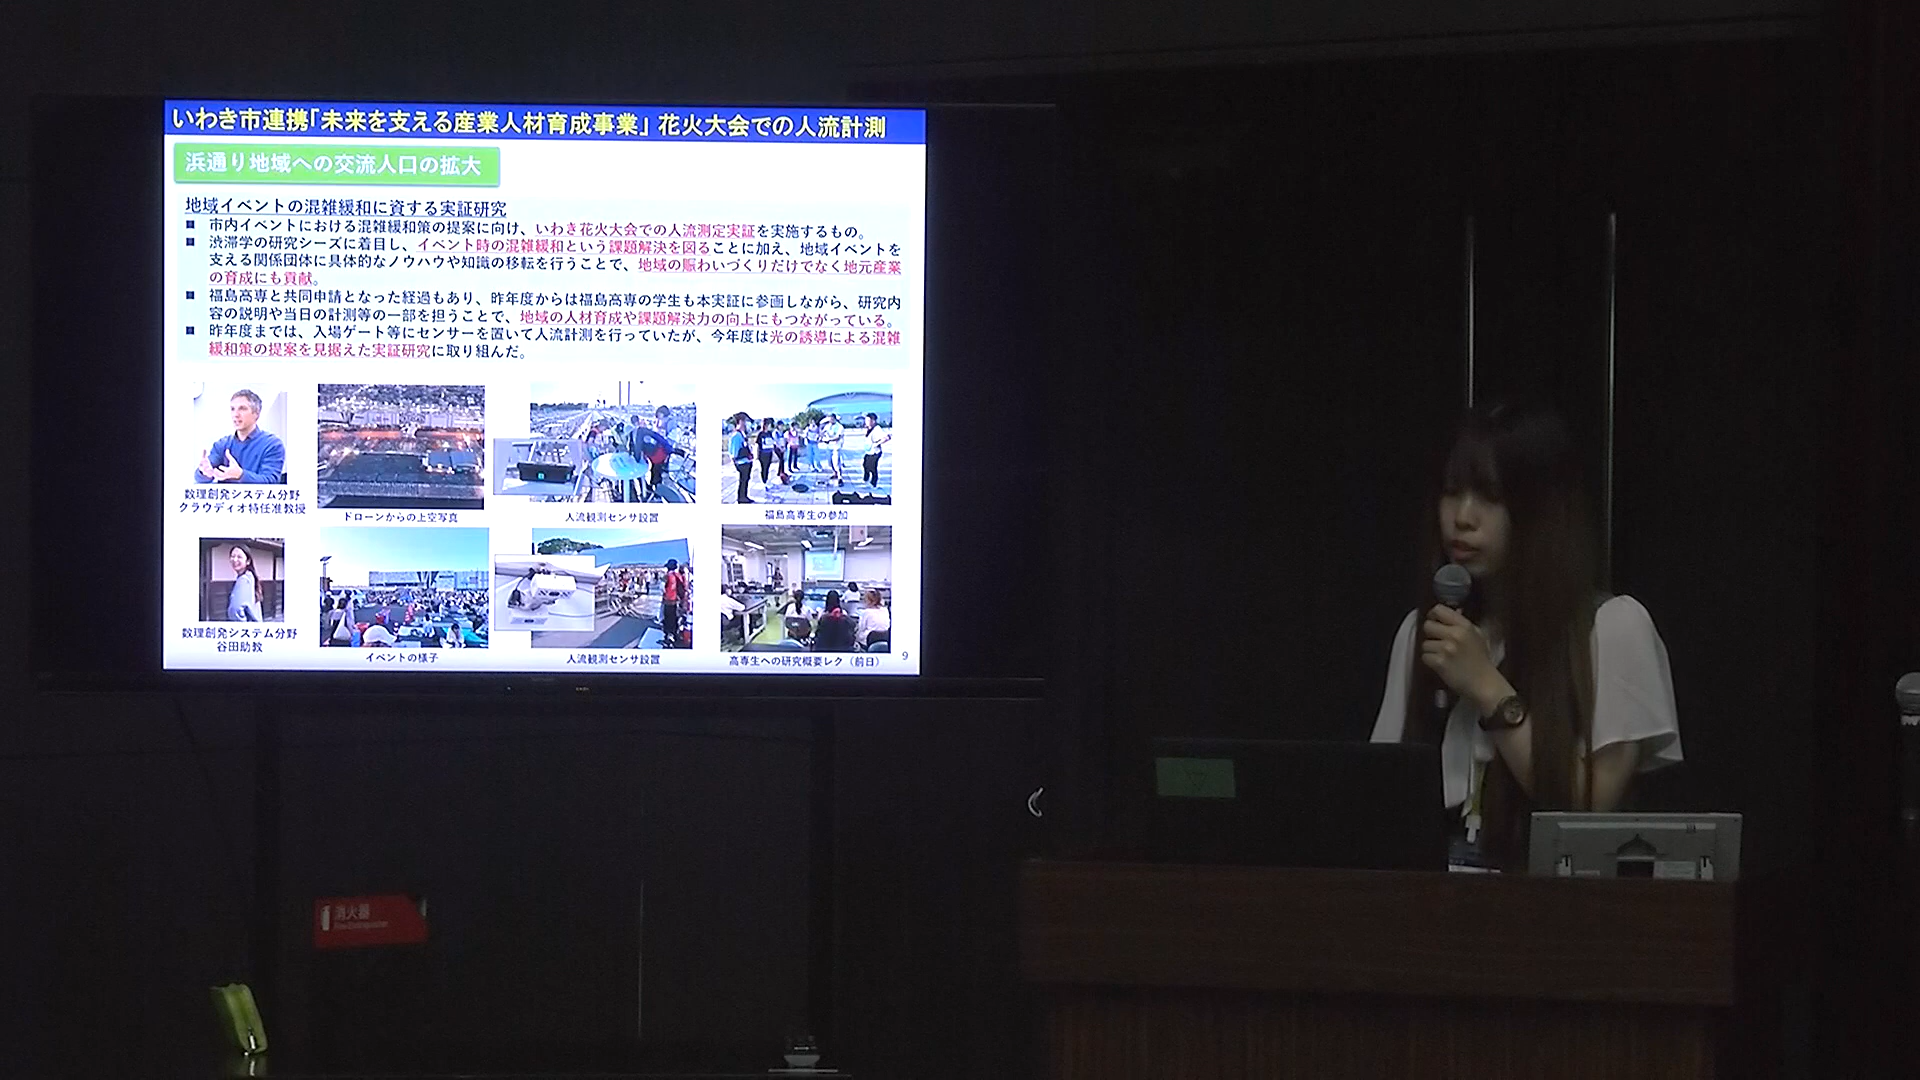 いわき市連携「未来を支える産業人材育成事業」 花火大会での人流計測
浜通り地域への交流人口の拡大
地域イベントの混雑緩和に資する実証研究
■ 市内イベントにおける混雑緩和策の提案に向け、いわき花火大会での人流測定実証を実施するもの。
■ 渋滞学の研究シーズに着目し、イベント時の混雑緩和という課題解決を図ることに加え、地域イベントを
支える関係団体に具体的なノウハウや知識の移転を行うことで、地域の賑わいづくりだけでなく地元産業
の育成にも貢献。
■ 福島高専と共同申請となった経過もあり、昨年度からは福島高専の学生も本実証に参画しながら、研究内
容の説明や当日の計測等の一部を担うことで、地域の人材育成や課題解決力の向上にもつながっている。
■ 昨年度までは、入場ゲート等にセンサーを置いて人流計測を行っていたが、今年度は光の誘導による混雑
緩和策の提案を見据えた実証研究に取り組んだ。
数理創発システム分野
クラウディオ特任准教授
ドローンからの上空写真
人流観測センサ設置
福島高専生の参加
数理創発システム分野
谷田助教
イベントの様子
人流観測センサ設置
高専生への研究概要レク（前日）
9
消火器